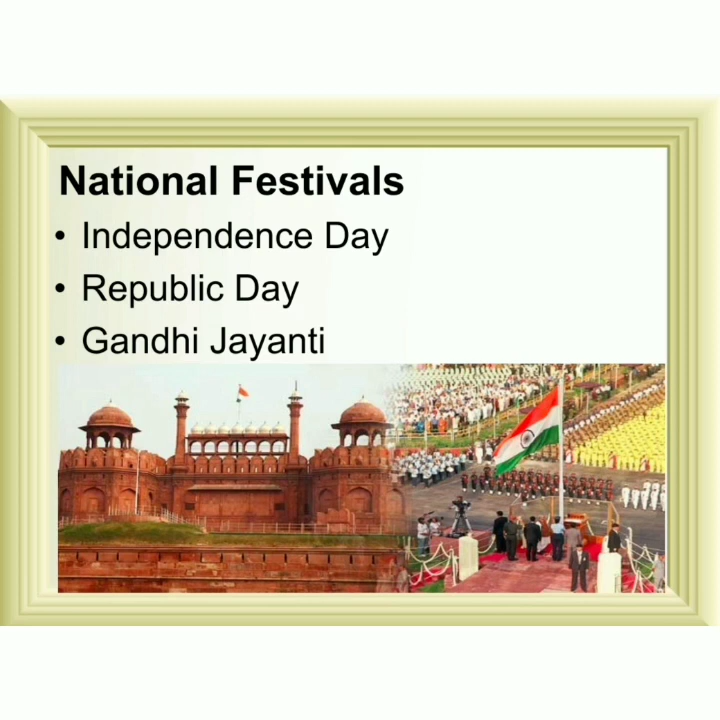 National Festivals
• Independence Day
• Republic Day
• Gandhi Jayanti